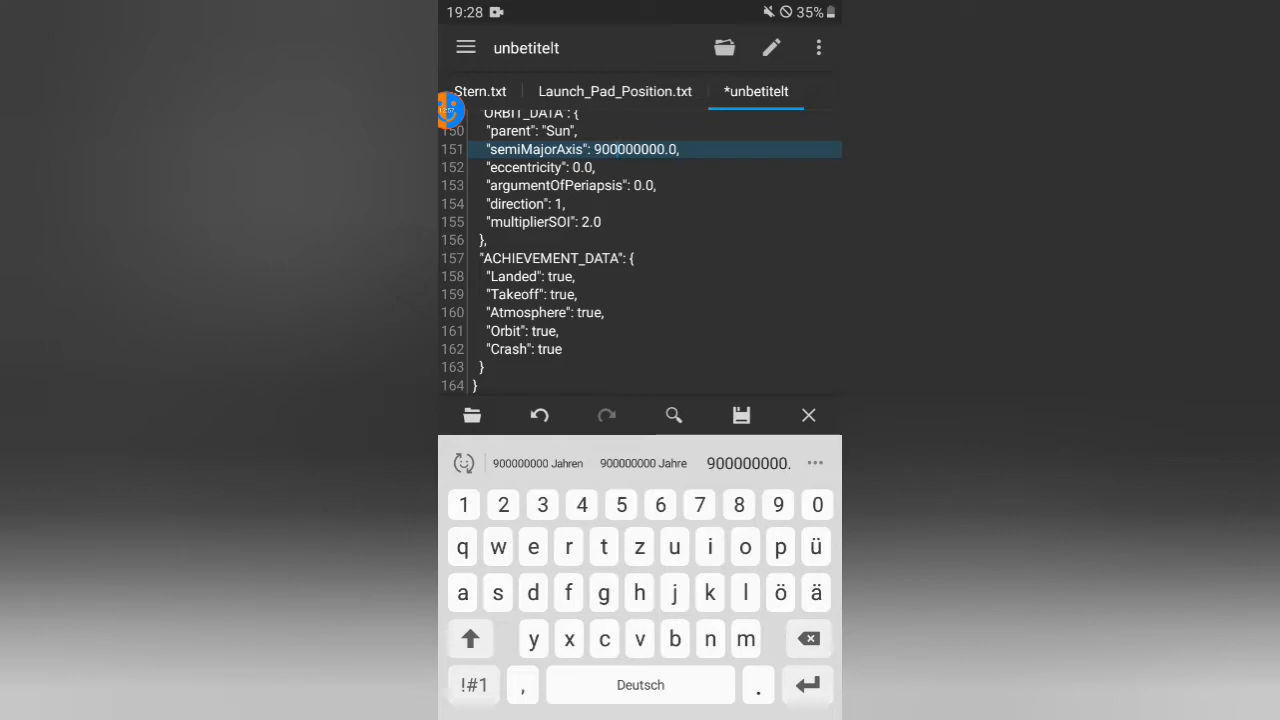 19:28 35%
unbetitelt
Stern.txt Launch_Pad_Position.txt *unbetitelt
"ORBIT_DATA": {
150 "parent": "Sun",
151 "semiMajorAxis": 900000000.0,
152 "eccentricity": 0.0,
153 "argumentOfPeriapsis": 0.0,
154 "direction": 1,
155 "multiplierSOI": 2.0
156 },
157 "ACHIEVEMENT_DATA": {
158 "Landed": true,
159 "Takeoff": true,
160 "Atmosphere": true,
161 "Orbit": true,
162 "Crash": true
163 }
164 }
900000000 Jahren 900000000 Jahre 900000000. ...
1 2 3 4 5 6 7 8 9 0
q w e r t z u i o p ü
a s d f g h j k l ö ä
y x c v b n m
!#1 , Deutsch .